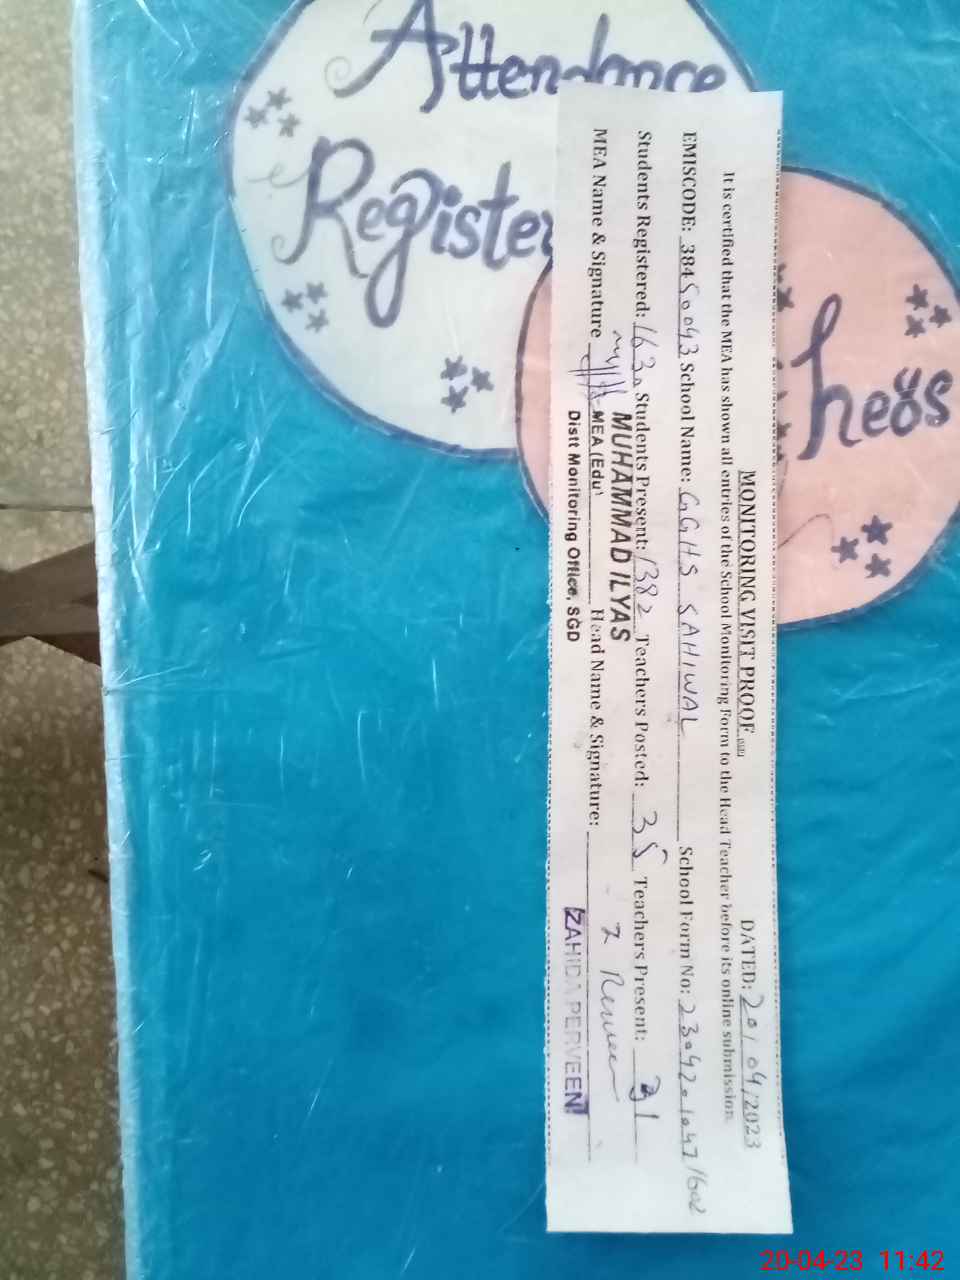 Attendance
Register
MONITORING VISIT PROOF
DATED: 20/04/2023
It is certified that the MEA has shown all entries of the School Monitoring Form to the Head Teacher before its online submission.
EMISCODE: 38450043 School Name: GGHS SAHIWAL School Form No: 2304201047/602
Students Registered: 1630 Students Present: 1382 Teachers Posted: 35 Teachers Present: 31
MEA Name & Signature Head Name & Signature:
MUHAMMAD ILYAS
MEA (Edu)
Distt Monitoring Office, SGD
ZAHIDA PERVEEN
20-04-23 11:42